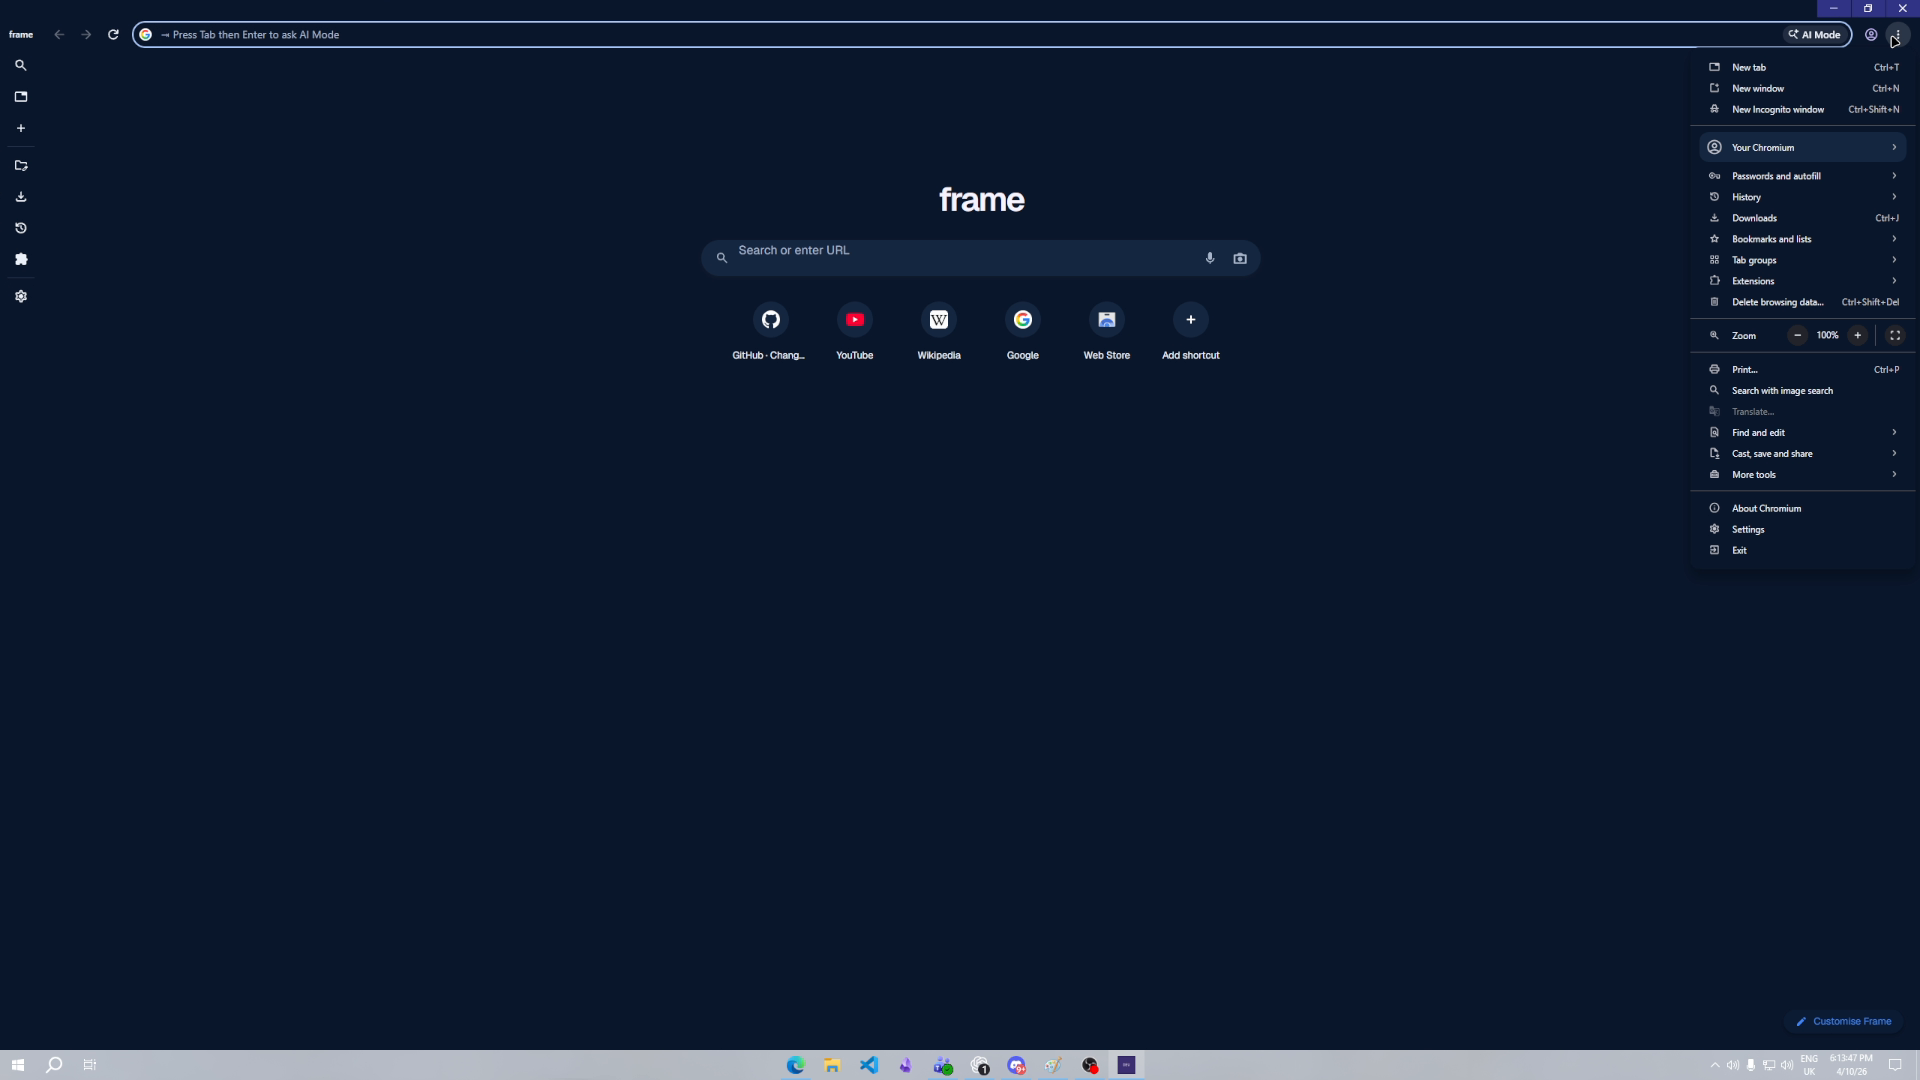 frame
Press Tab then Enter to ask AI Mode
AI Mode
New tab Ctrl+T
New window Ctrl+N
New Incognito window Ctrl+Shift+N
Your Chromium
Passwords and autofill
History
Downloads Ctrl+J
Bookmarks and lists
Tab groups
Extensions
Delete browsing data... Ctrl+Shift+Del
Zoom 100%
Print... Ctrl+P
Search with image search
Translate...
Find and edit
Cast, save and share
More tools
About Chromium
Settings
Exit
frame
Search or enter URL
GitHub · Chang...
YouTube
Wikipedia
Google
Web Store
Add shortcut
Customise Frame
ENG
UK
6:13:47 PM
4/10/26